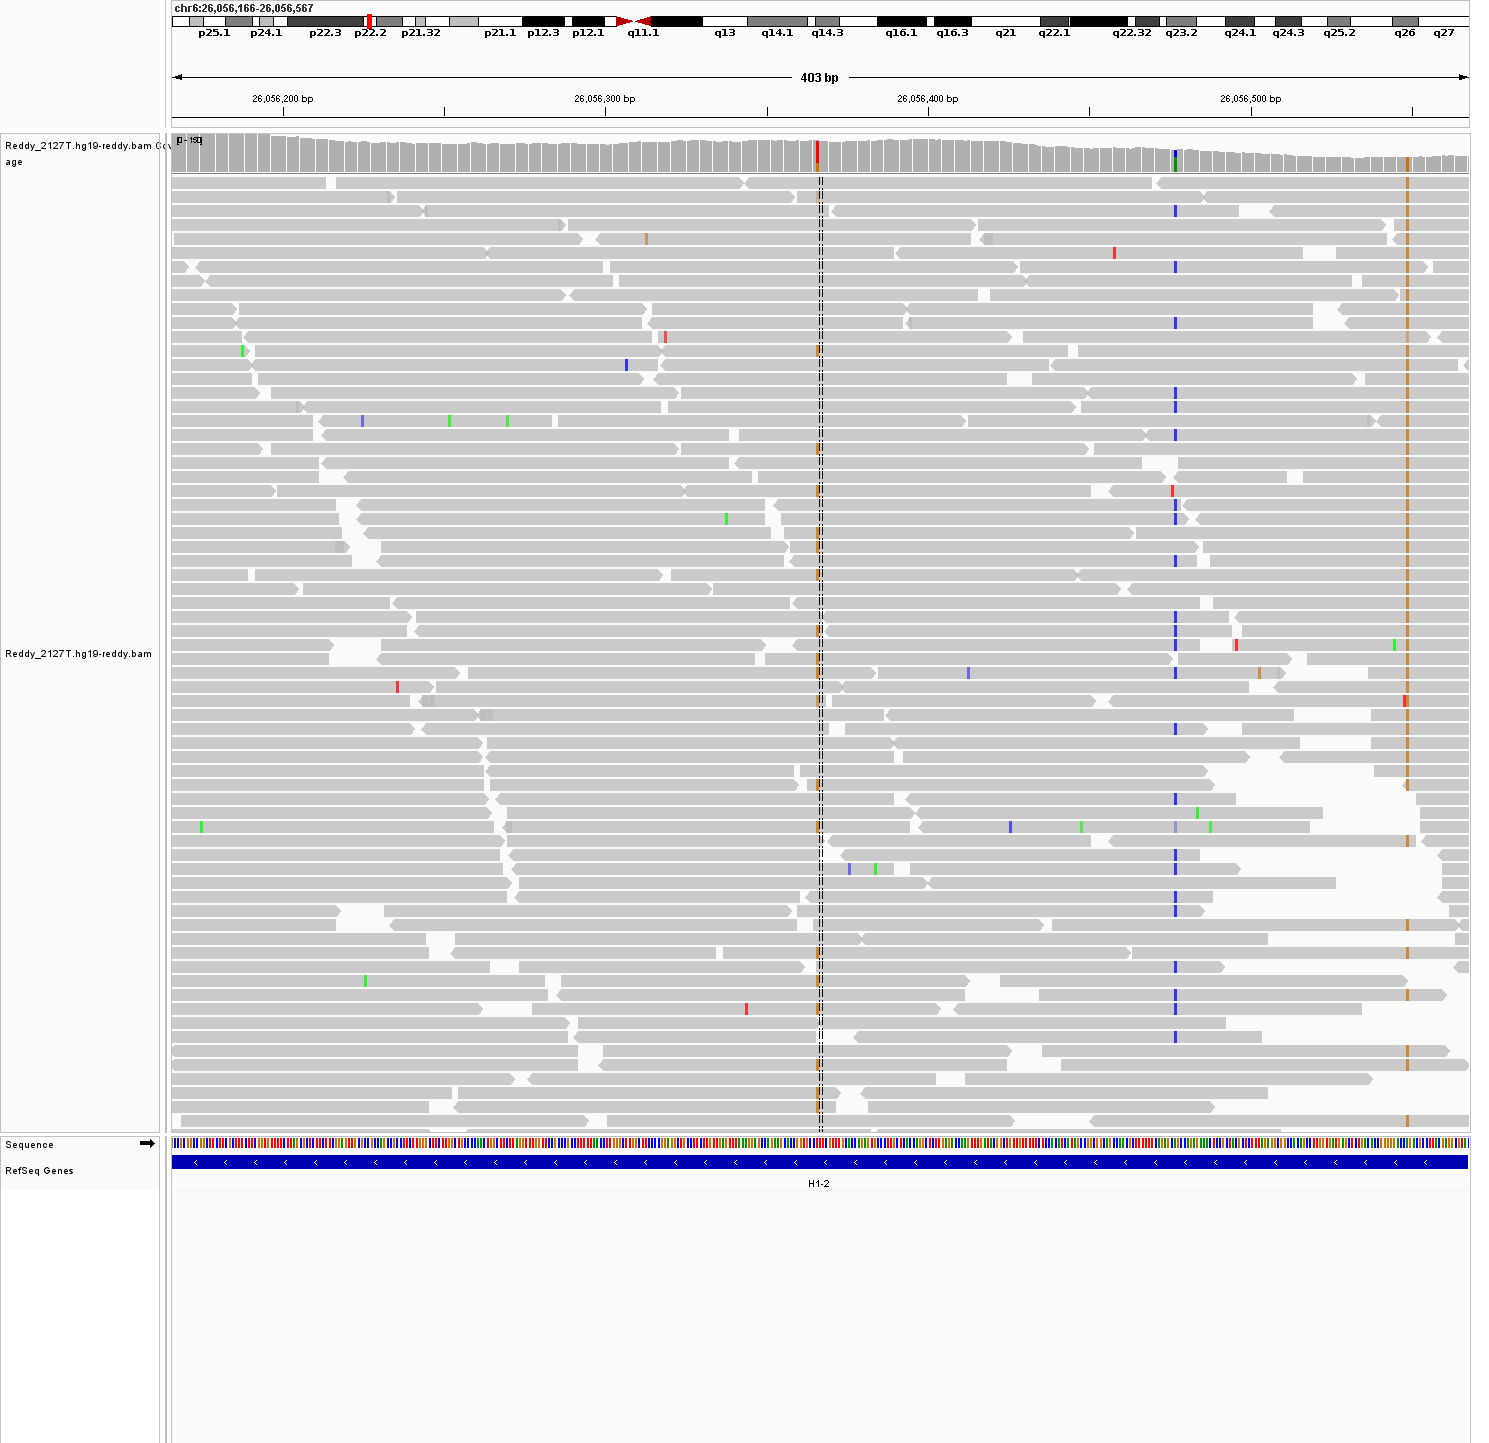 chr6:26,056,166-26,056,567
p25.1 p24.1 p22.3 p22.2 p21.32 p21.1 p12.3 p12.1 q11.1 q13 q14.1 q14.3 q16.1 q16.3 q21 q22.1 q22.32 q23.2 q24.1 q24.3 q25.2 q26 q27
403 bp
26,056,200 bp 26,056,300 bp 26,056,400 bp 26,056,500 bp
Reddy_2127T.hg19-reddy.bam Cov
age
[0 - 150]
Reddy_2127T.hg19-reddy.bam
Sequence
RefSeq Genes
H1-2